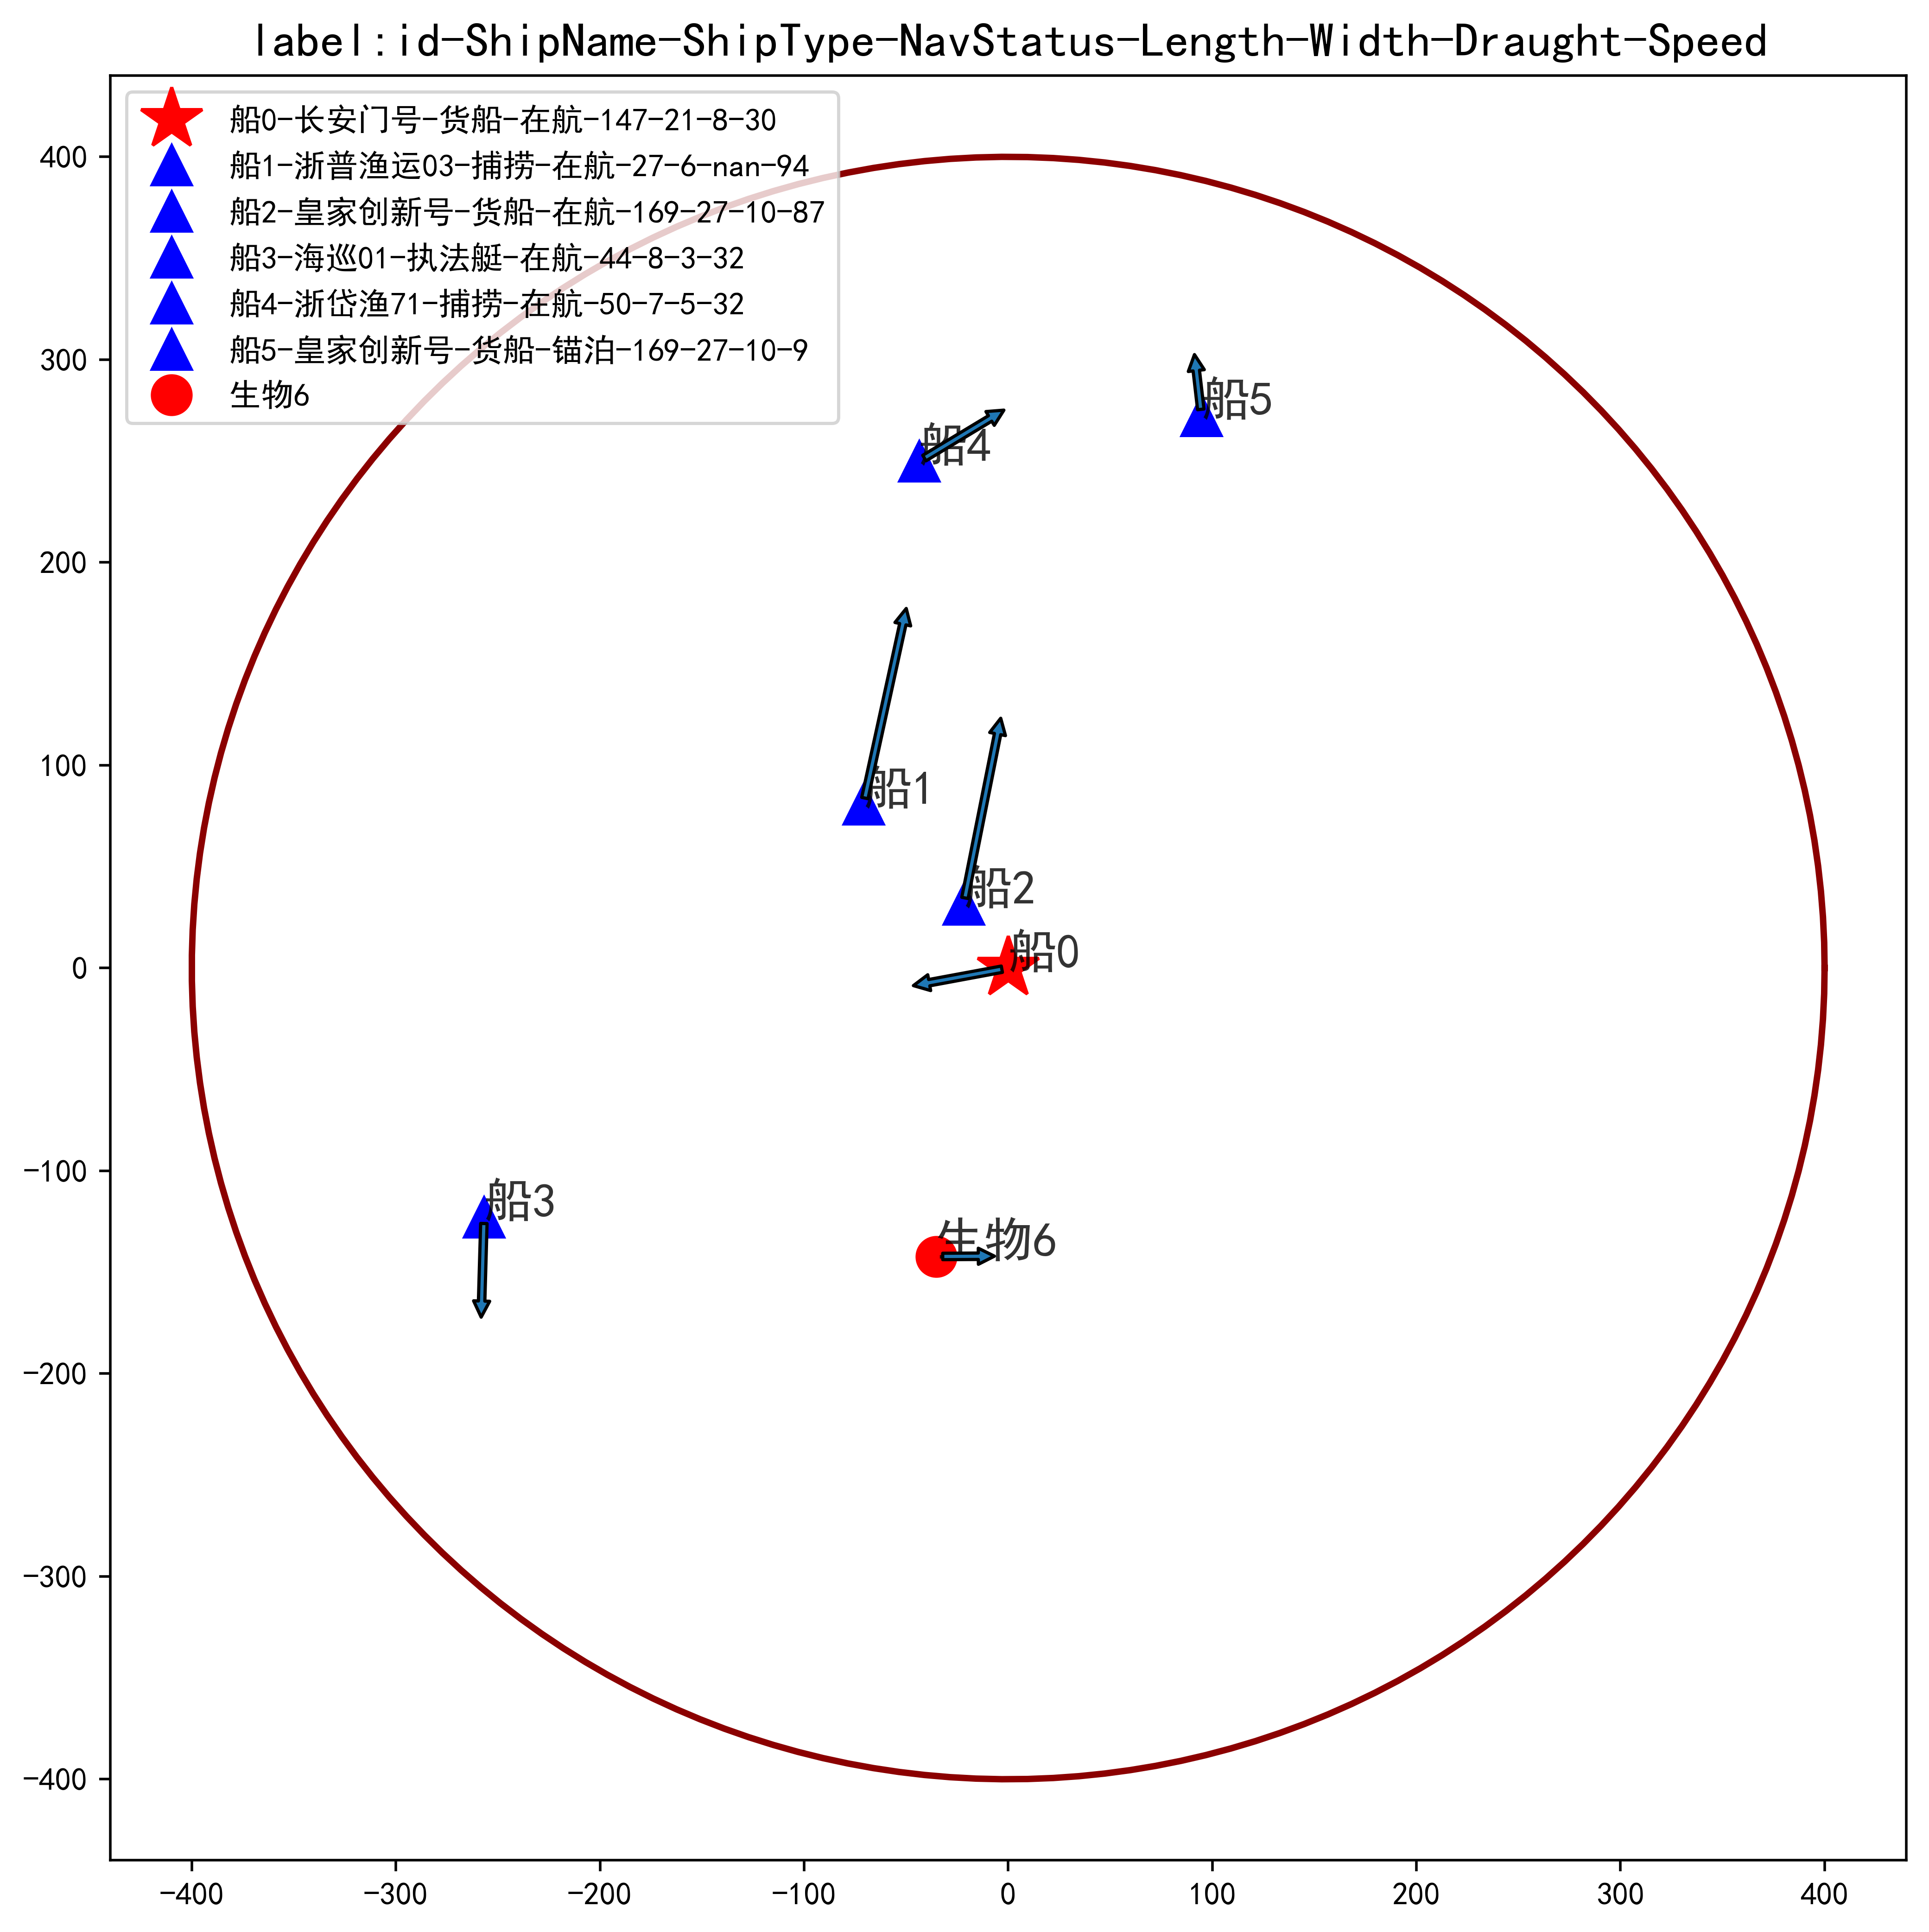 label:id-ShipName-ShipType-NavStatus-Length-Width-Draught-Speed
船0-长安门号-货船-在航-147-21-8-30
船1-浙普渔运03-捕捞-在航-27-6-nan-94
船2-皇家创新号-货船-在航-169-27-10-87
船3-海巡01-执法艇-在航-44-8-3-32
船4-浙岱渔71-捕捞-在航-50-7-5-32
船5-皇家创新号-货船-锚泊-169-27-10-9
生物6
400
300
200
100
0
-100
-200
-300
-400
船5
船4
船1
船2
船0
船3
生物6
-400 -300 -200 -100 0 100 200 300 400